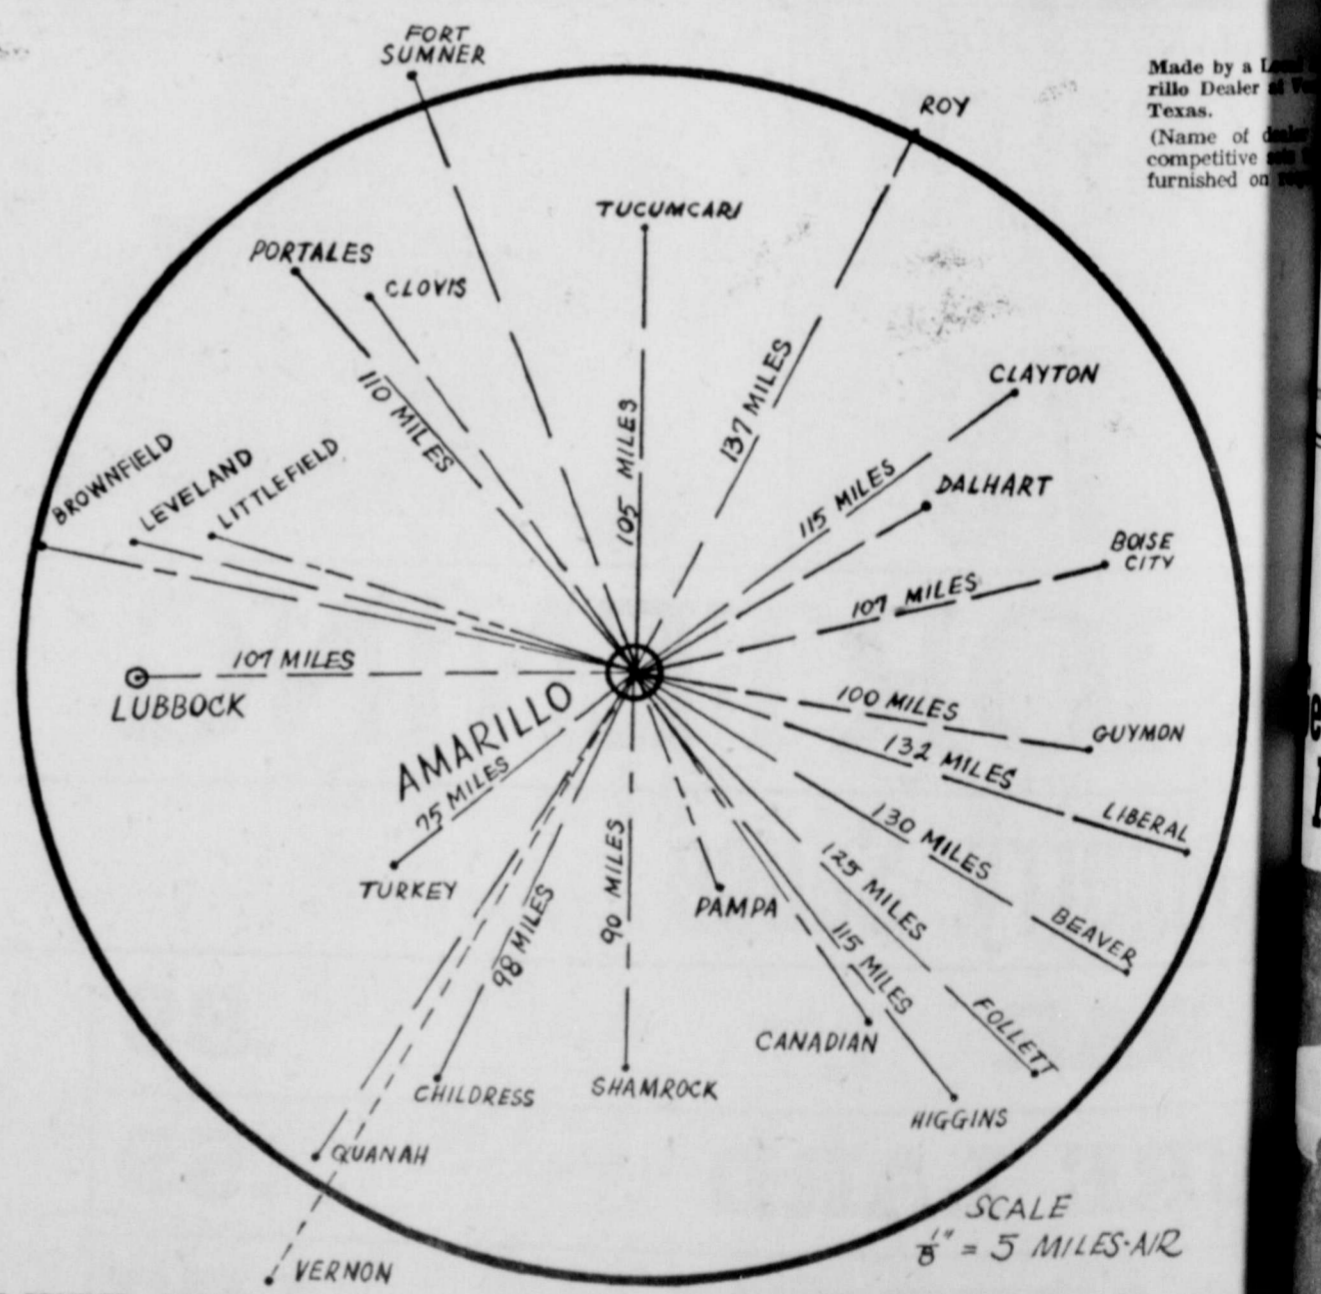 FORT
SUMNER
Made by a
rillo Dealer
Texas.
(Name of
competitive
furnished on
ROY
TUCUMCARI
PORTALES
CLOVIS
137 MILES
110 MILES
105 MILES
CLAYTON
BROWNFIELD
LEVELAND
LITTLEFIELD
115 MILES
DALHART
BOISE
CITY
107 MILES
107 MILES
LUBBOCK
AMARILLO
100 MILES
GUYMON
132 MILES
LIBERAL
75 MILES
TURKEY
130 MILES
BEAVER
125 MILES
FOLLETT
98 MILES
90 MILES
PAMPA
115 MILES
CANADIAN
CHILDRESS
SHAMROCK
HIGGINS
QUANAH
VERNON
SCALE
1/8" = 5 MILES-AIR